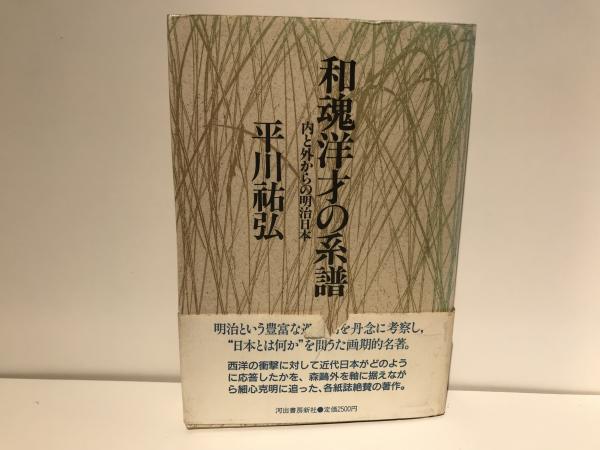 和魂洋才の系譜
内と外からの明治日本
平川祐弘
明治という豊富な を丹念に考察し,
“日本とは何か”を問うた画期的名著。
西洋の衝撃に対して近代日本がどのよう
に応答したかを、森鷗外を軸に据えなが
ら細心克明に追った、各紙誌絶賛の著作。
河出書房新社●定価2500円